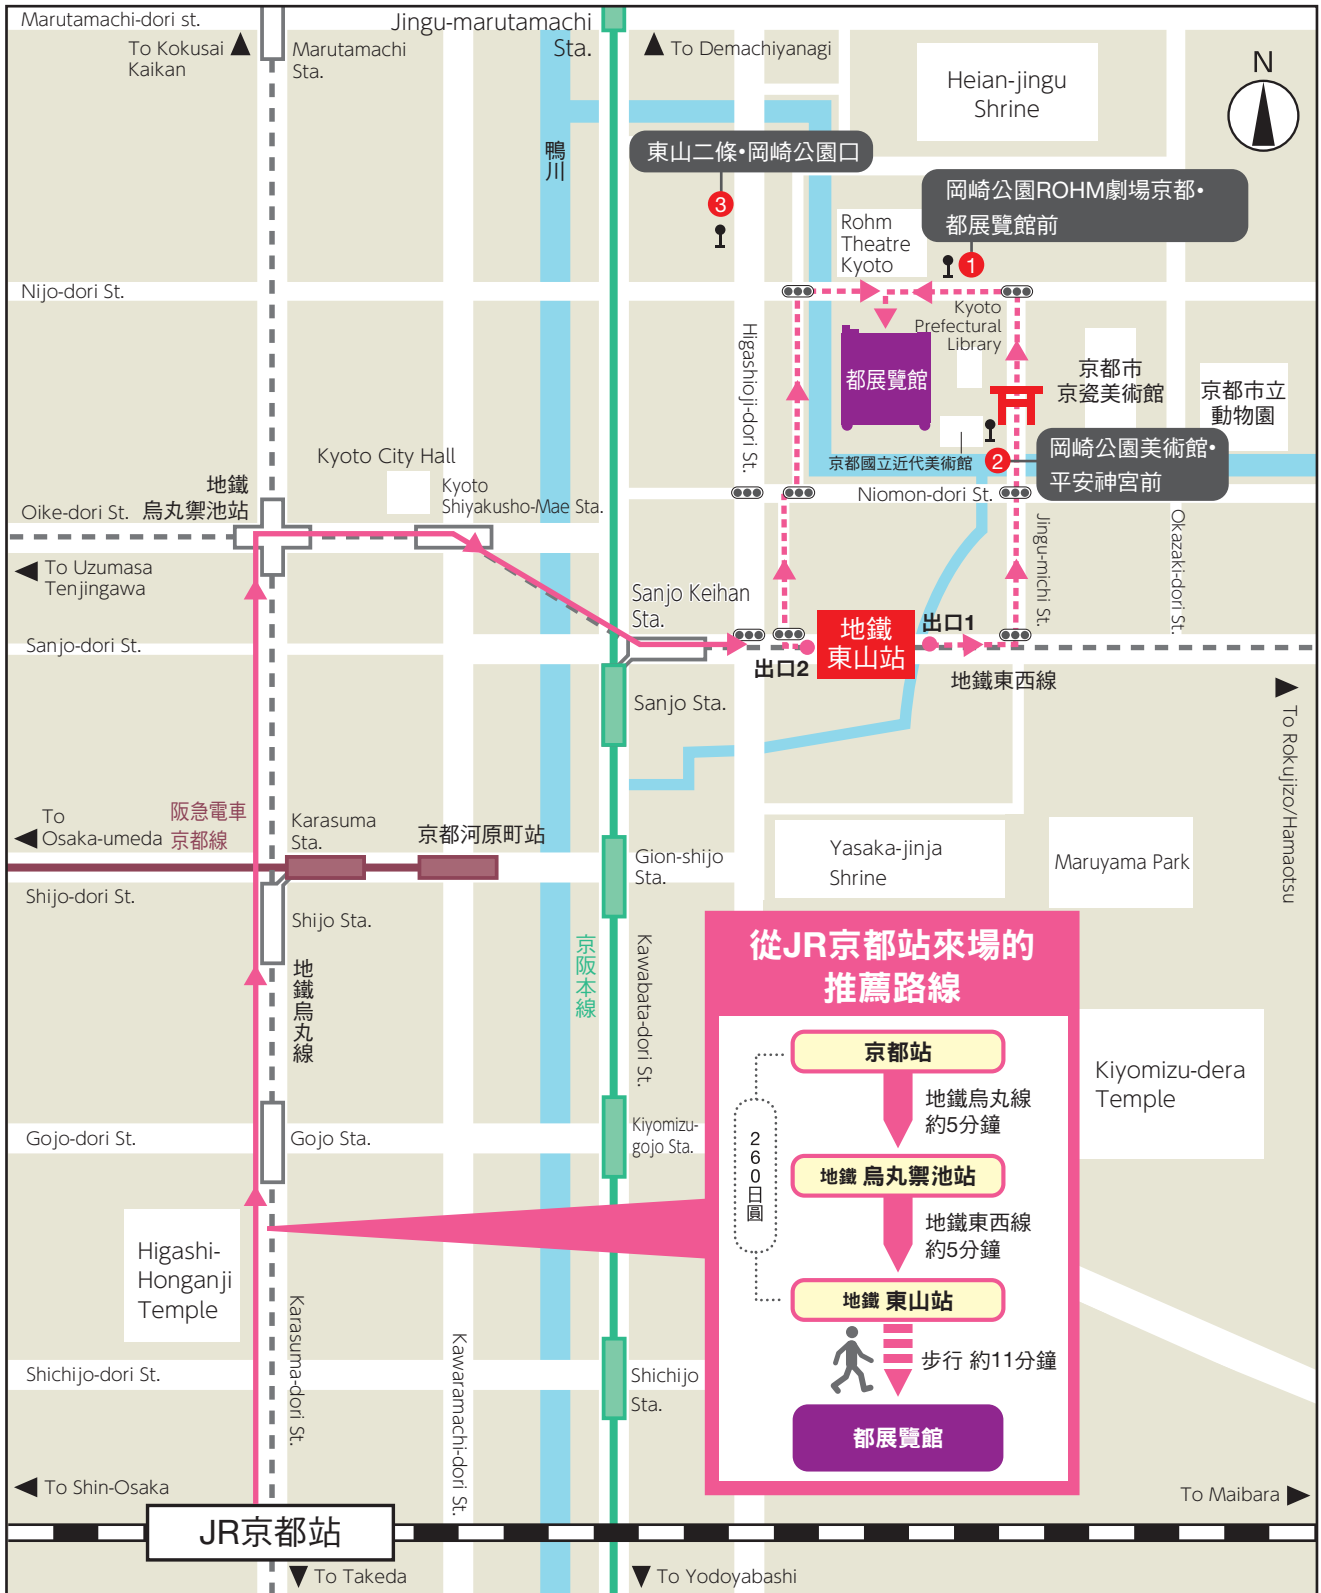 Marutamachi-dori st.
To Kokusai
Kaikan
Marutamachi
Sta.
Jingu-marutamachi
Sta.
To Demachiyanagi
Heian-jingu
Shrine
N
鴨川
東山二條•岡崎公園口
3
岡崎公園ROHM劇場京都•
都展覽館前
1
Rohm
Theatre
Kyoto
Nijo-dori St.
Kyoto
Prefectural
Library
Higashioji-dori St.
都展覽館
京都市
京瓷美術館
京都市立
動物園
京都國立近代美術館
2
岡崎公園美術館•
平安神宮前
Kyoto City Hall
Kyoto
Shiyakusho-Mae Sta.
地鐵
烏丸禦池站
Oike-dori St.
Niomon-dori St.
Jingu-michi St.
Okazaki-dori St.
To Uzumasa
Tenjingawa
Sanjo Keihan
Sta.
Sanjo-dori St.
出口2
地鐵
東山站
出口1
地鐵東西線
Sanjo Sta.
To Rokujizo/Hamaotsu
To
Osaka-umeda
阪急電車
京都線
Karasuma
Sta.
京都河原町站
Gion-shijo
Sta.
Yasaka-jinja
Shrine
Maruyama Park
Shijo-dori St.
Shijo Sta.
地鐵烏丸線
京阪本線
Kawabata-dori St.
從JR京都站來場的
推薦路線
京都站
地鐵烏丸線
約5分鐘
地鐵 烏丸禦池站
260日圓
地鐵東西線
約5分鐘
地鐵 東山站
步行 約11分鐘
都展覽館
Kiyomizu-dera
Temple
Gojo-dori St.
Gojo Sta.
Kiyomizu-
gojo Sta.
Higashi-
Honganji
Temple
Karasuma-dori St.
Kawaramachi-dori St.
Shichijo-dori St.
Shichijo
Sta.
To Shin-Osaka
To Maibara
JR京都站
To Takeda
To Yodoyabashi